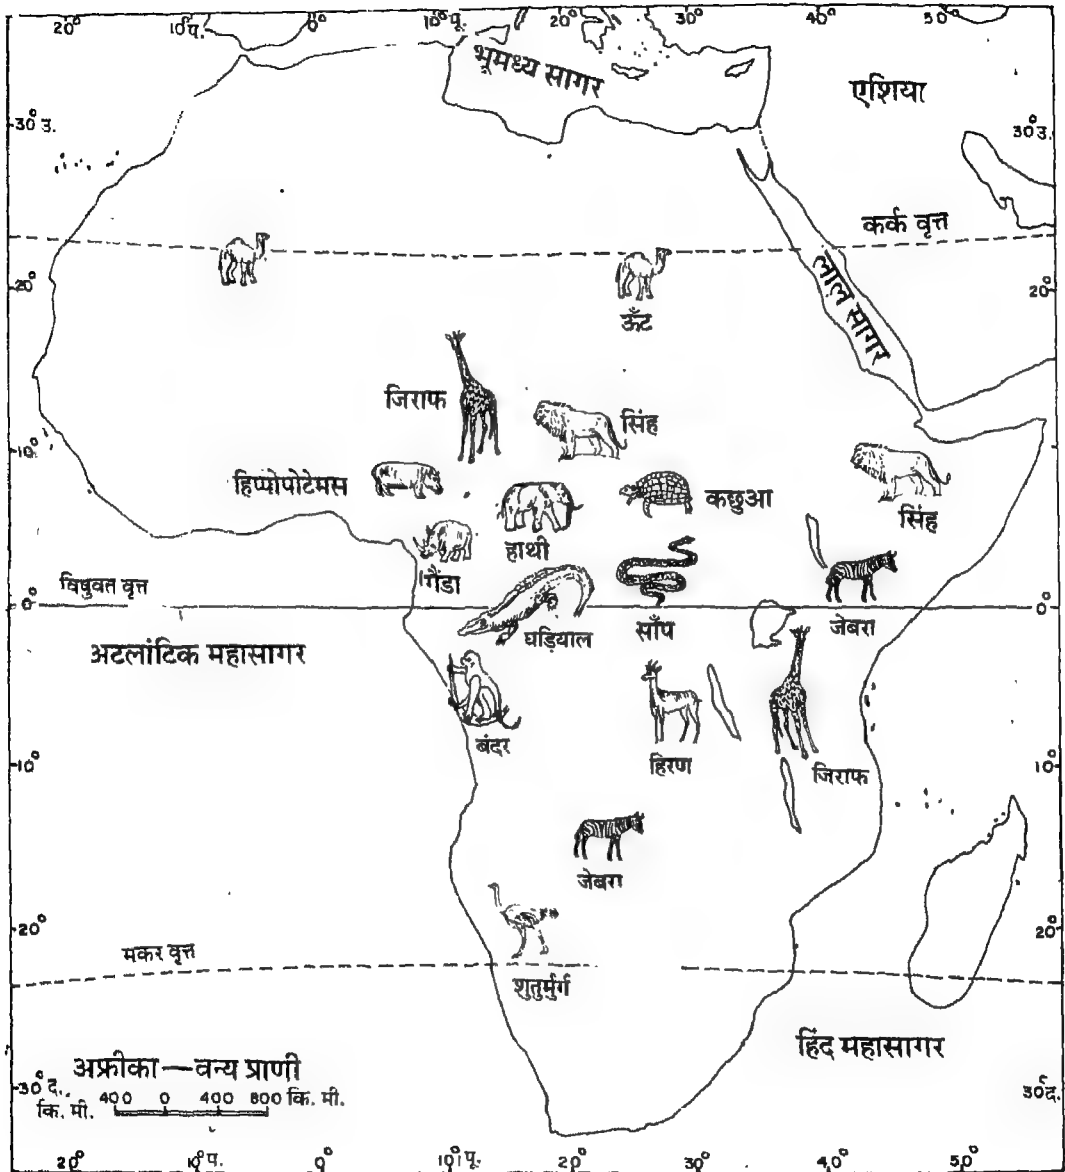 20° 10°प. 0° 10°पू. 20° 30° 40° 50°
भूमध्य सागर
एशिया
30°उ. 30°उ.
कर्क वृत्त
20° 20°
लाल सागर
ऊँट
जिराफ
सिंह
10° 10°
हिप्पोपोटेमस
कछुआ
सिंह
हाथी
गैंडा
विषुवत वृत्त
0° 0°
घड़ियाल
साँप
जेबरा
अटलांटिक महासागर
बंदर
हिरण
जिराफ
10° 10°
जेबरा
20° 20°
मकर वृत्त
शुतुर्मुर्ग
हिंद महासागर
अफ्रीका—वन्य प्राणी
30°द. 30°द.
कि. मी. 400 0 400 800 कि. मी.
20° 10°प. 0° 10°पू. 20° 30° 40° 50°